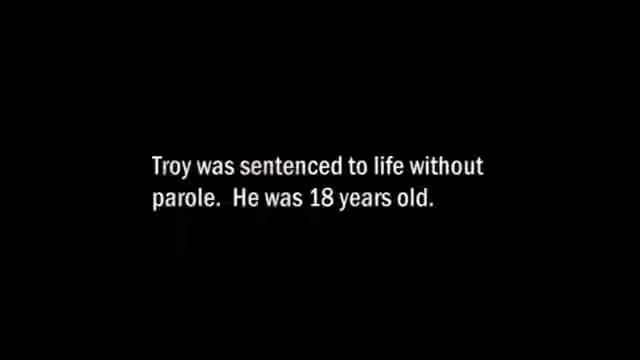 Troy was sentenced to life without
parole.  He was 18 years old.